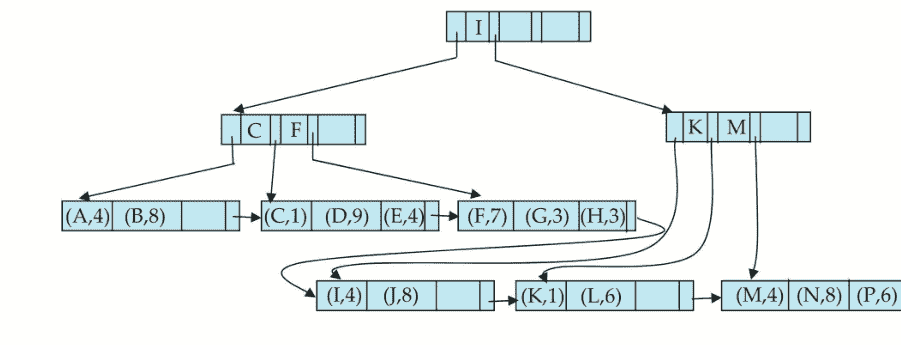 I
C F
K M
(A,4) (B,8) (C,1) (D,9) (E,4) (F,7) (G,3) (H,3)
(I,4) (J,8) (K,1) (L,6) (M,4) (N,8) (P,6)